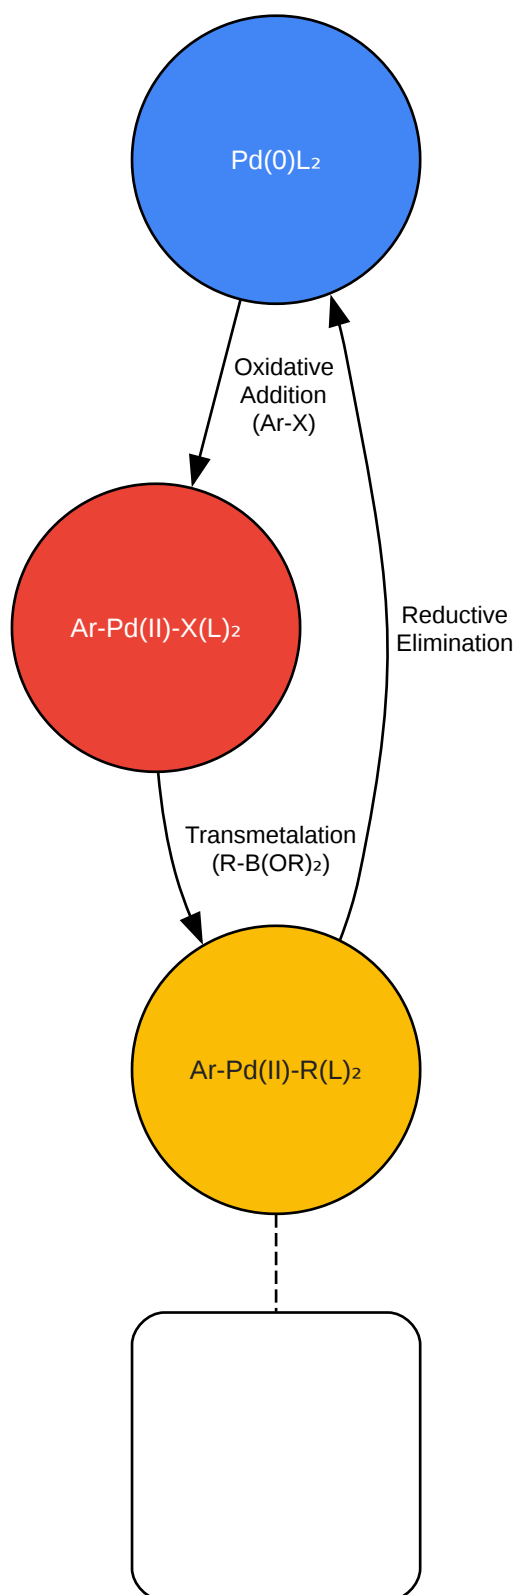 Pd(0)L₂
Oxidative
Addition
(Ar-X)
Ar-Pd(II)-X(L)₂
Reductive
Elimination
Transmetalation
(R-B(OR)₂)
Ar-Pd(II)-R(L)₂